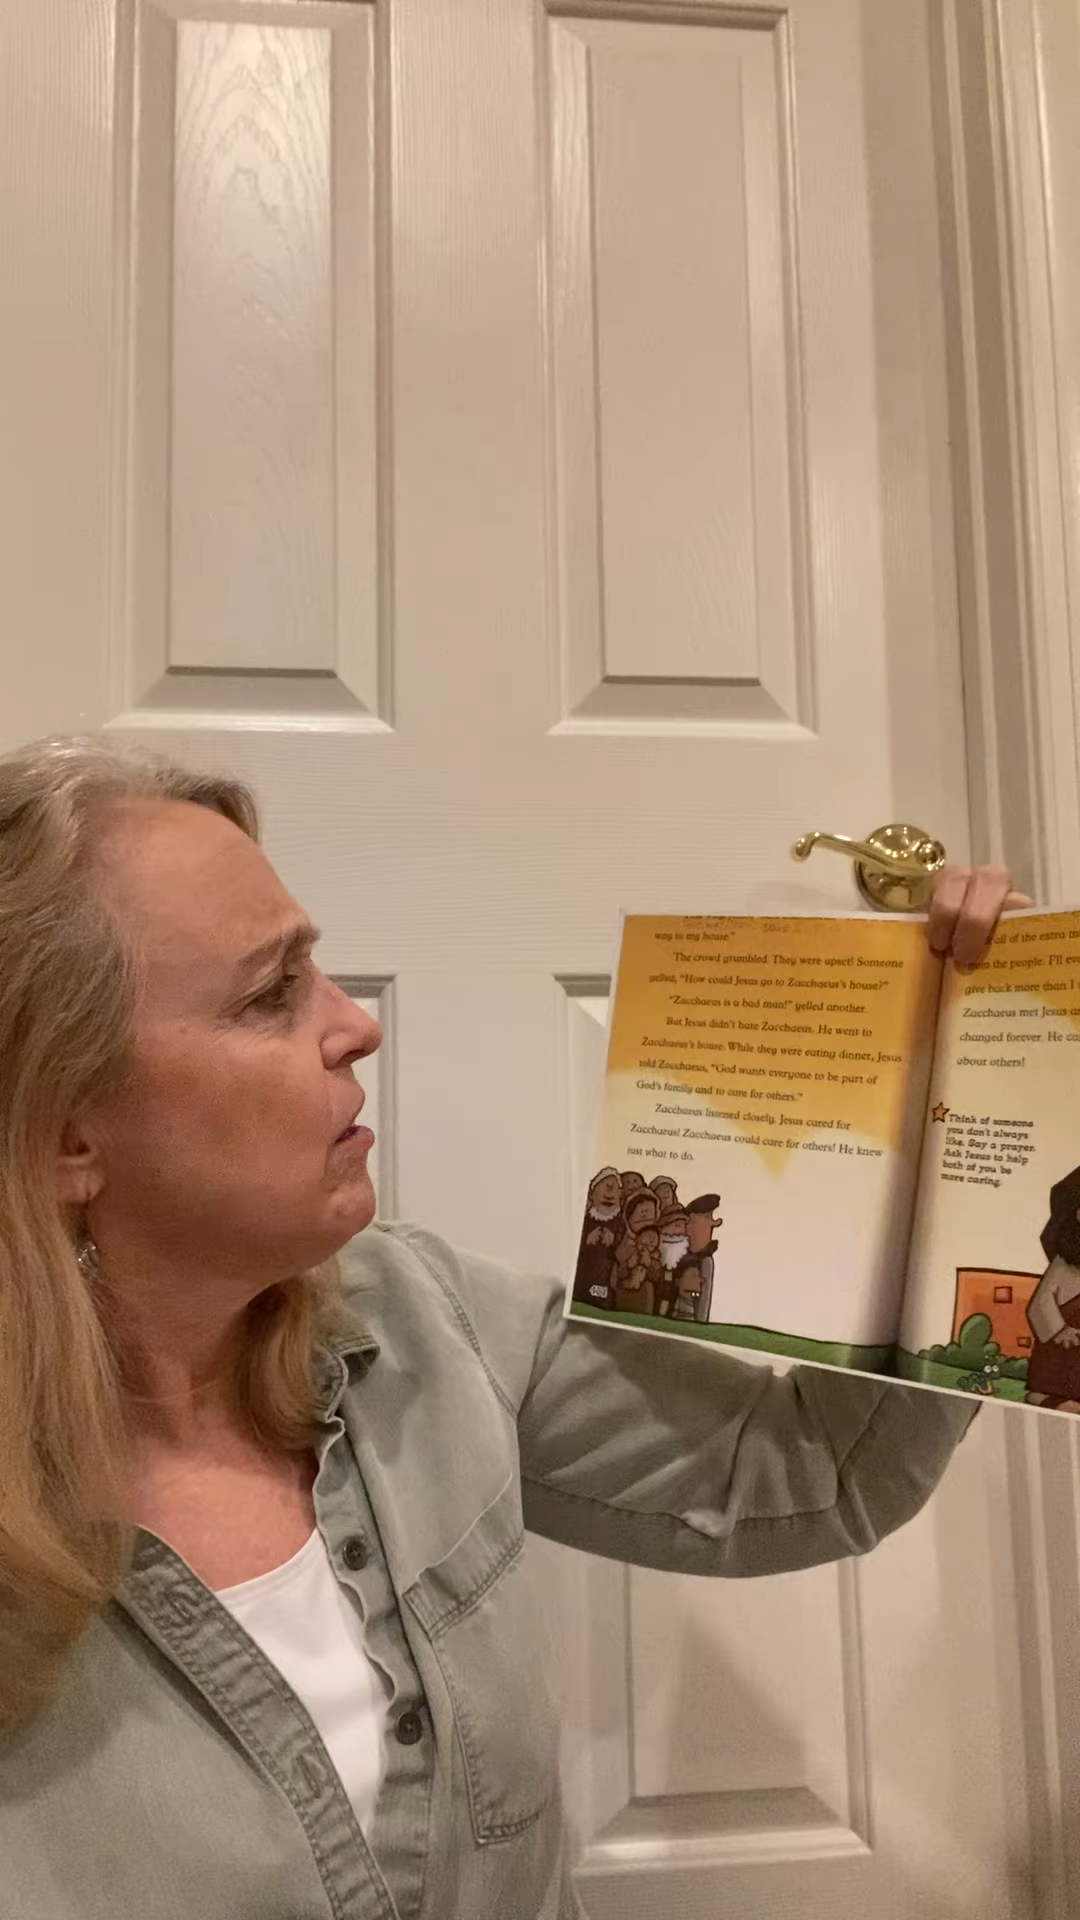 way to my house."
The crowd grumbled. They were upset! Someone
yelled, "How could Jesus go to Zacchaeus's house?"
"Zacchaeus is a bad man!" yelled another.
But Jesus didn't hate Zacchaeus. He went to
Zacchaeus's house. While they were eating dinner, Jesus
told Zacchaeus, "God wants everyone to be part of
God's family and to care for others."
Zacchaeus listened closely. Jesus cared for
Zacchaeus! Zacchaeus could care for others! He knew
just what to do.
all of the extra
from the people. I'll
give back more than I
Zacchaeus met Jesus
changed forever. He
about others!
Think of someone
you don't always
like. Say a prayer.
Ask Jesus to help
both of you be
more caring.